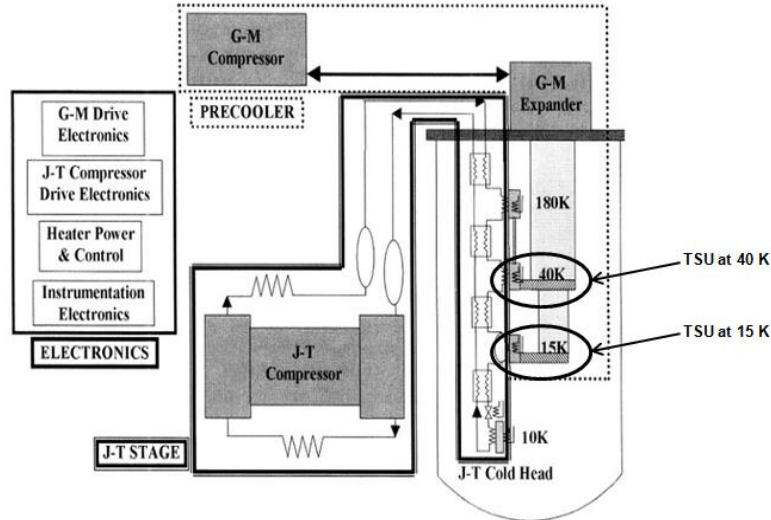 G-M
Compressor
G-M
Expander
PRECOOLER
G-M Drive
Electronics
J-T Compressor
Drive Electronics
Heater Power
& Control
Instrumentation
Electronics
ELECTRONICS
180K
40K
TSU at 40 K
15K
TSU at 15 K
J-T
Compressor
10K
J-T STAGE
J-T Cold Head